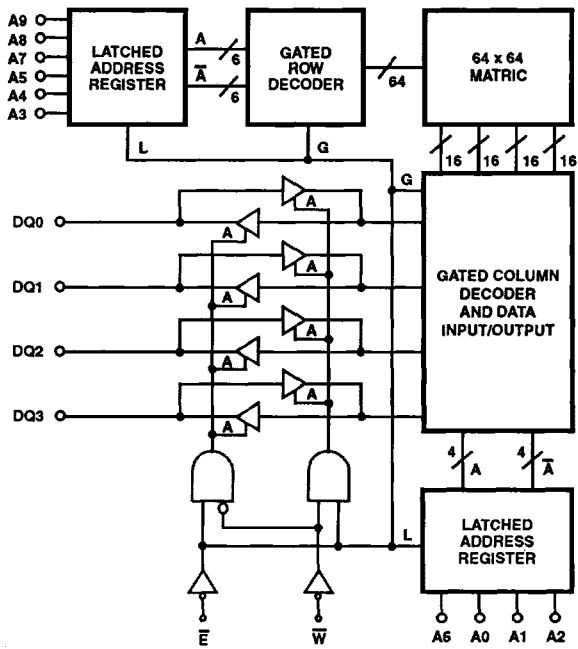 A9
A8
A7
A5
A4
A3
LATCHED
ADDRESS
REGISTER
A
6
A̅
6
GATED
ROW
DECODER
64
64 x 64
MATRIC
L
G
16
16
16
16
G
DQ0
A
A
DQ1
A
A
DQ2
A
A
DQ3
A
A
GATED COLUMN
DECODER
AND DATA
INPUT/OUTPUT
4
A
4
A̅
L
LATCHED
ADDRESS
REGISTER
E̅
W̅
A6
A0
A1
A2